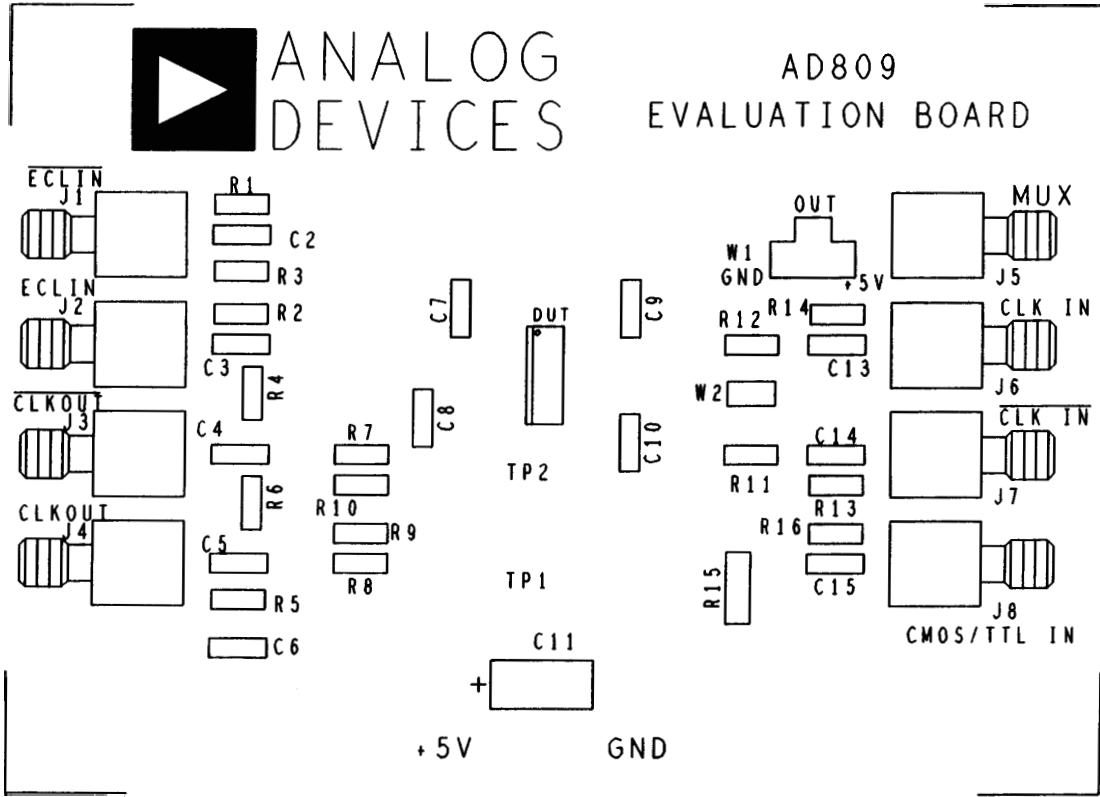 ANALOG
DEVICES
AD809
EVALUATION BOARD
ECLIN
J1
R1
C2
R3
ECLIN
J2
R2
C3
R4
CLKOUT
J3
C4
R6
CLKOUT
J4
C5
R5
C6
C7
C8
R7
R10
R9
R8
DUT
TP2
TP1
C9
C10
C11
+
+5V
GND
OUT
W1
GND
+5V
R14
R12
C13
W2
C14
R11
R13
R16
R15
C15
MUX
J5
CLK IN
J6
CLK IN
J7
J8
CMOS/TTL IN